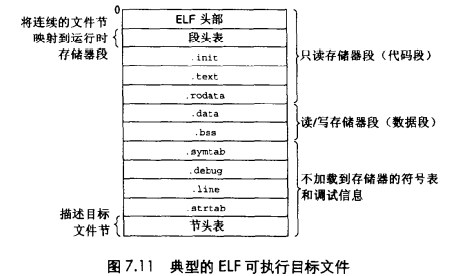 0
将连续的文件节
映射到运行时
存储器段
ELF 头部
段头表
.init
.text
.rodata
只读存储器段（代码段）
.data
.bss
读/写存储器段（数据段）
.symtab
.debug
.line
.strtab
不加载到存储器的符号表
和调试信息
描述目标
文件节
节头表
图 7.11 典型的 ELF 可执行目标文件